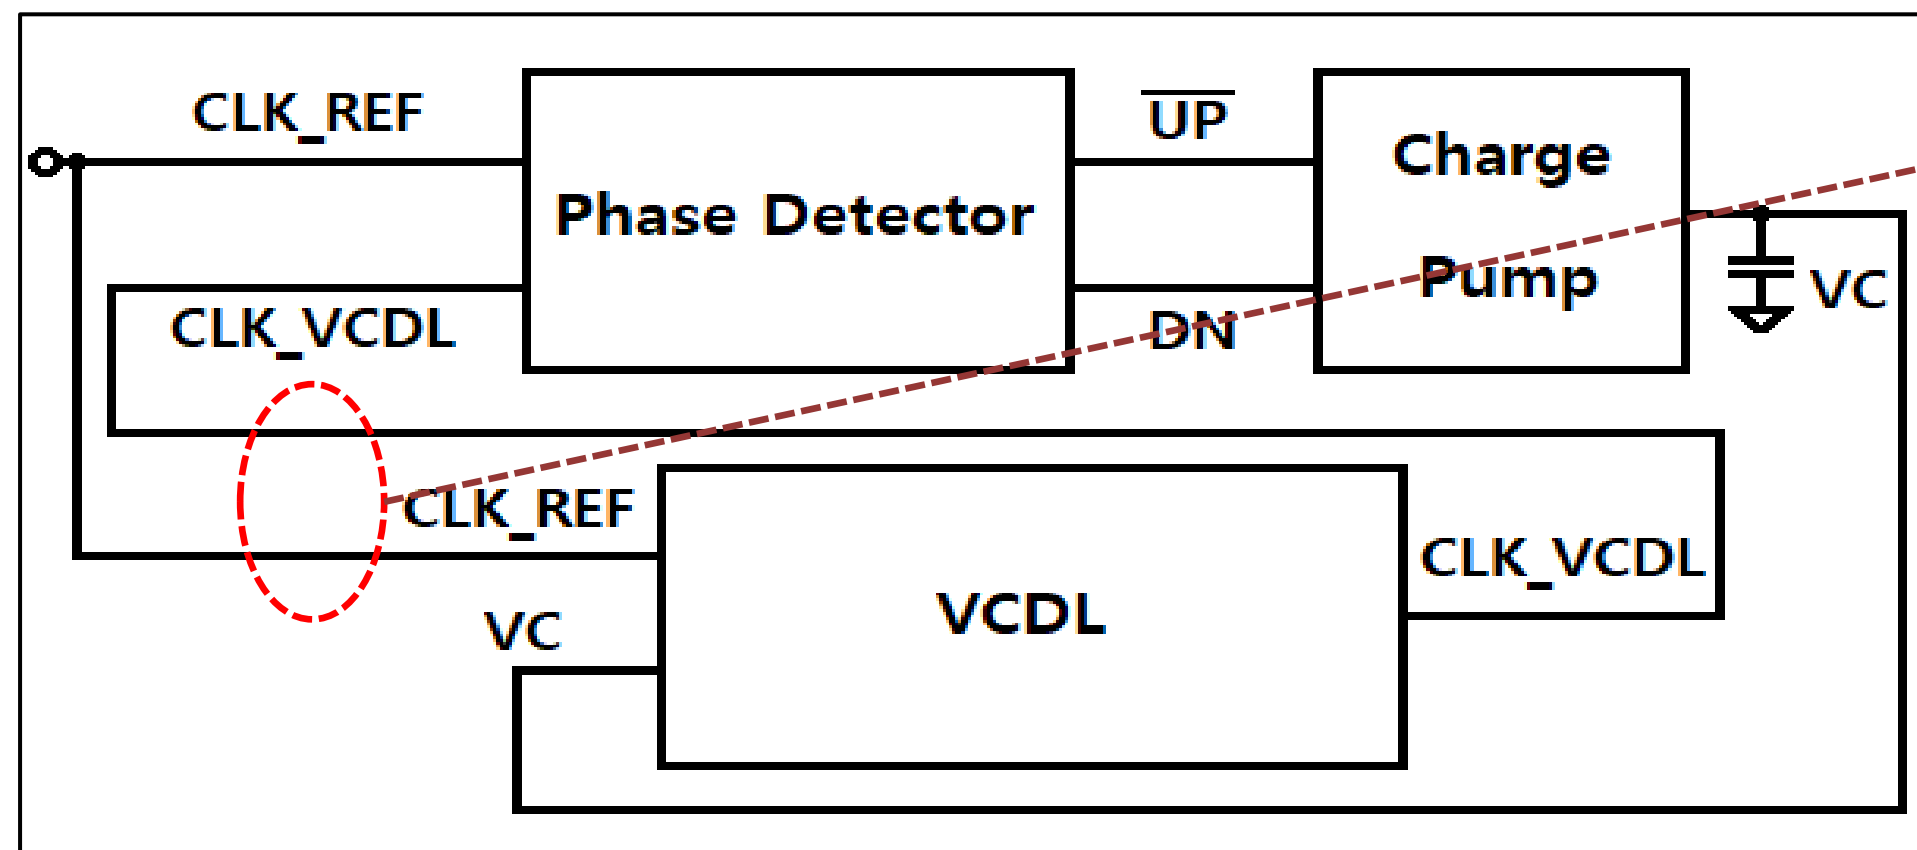 CLK_REF
UP
Charge
Pump
Phase Detector
CLK_VCDL
DN
VC
CLK_REF
CLK_VCDL
VCDL
VC